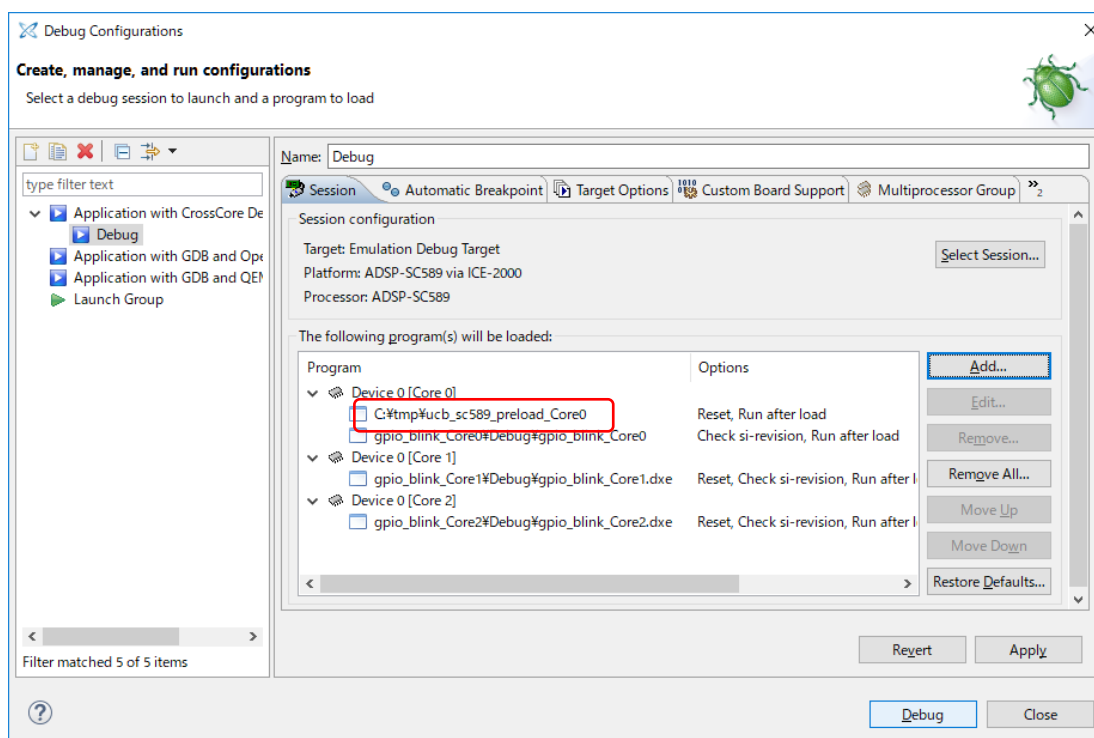 Debug Configurations
Create, manage, and run configurations
Select a debug session to launch and a program to load
Name: Debug
type filter text
Session
Automatic Breakpoint
Target Options
Custom Board Support
Multiprocessor Group
»2
Application with CrossCore De
Debug
Application with GDB and Ope
Application with GDB and QEM
Launch Group
Session configuration
Target: Emulation Debug Target
Platform: ADSP-SC589 via ICE-2000
Processor: ADSP-SC589
Select Session...
The following program(s) will be loaded:
Program Options
Device 0 [Core 0]
C:¥tmp¥ucb_sc589_preload_Core0 Reset, Run after load
gpio_blink_Core0¥Debug¥gpio_blink_Core0 Check si-revision, Run after load
Device 0 [Core 1]
gpio_blink_Core1¥Debug¥gpio_blink_Core1.dxe Reset, Check si-revision, Run after l
Device 0 [Core 2]
gpio_blink_Core2¥Debug¥gpio_blink_Core2.dxe Reset, Check si-revision, Run after l
Add...
Edit...
Remove...
Remove All...
Move Up
Move Down
Restore Defaults...
Filter matched 5 of 5 items
Revert
Apply
Debug
Close